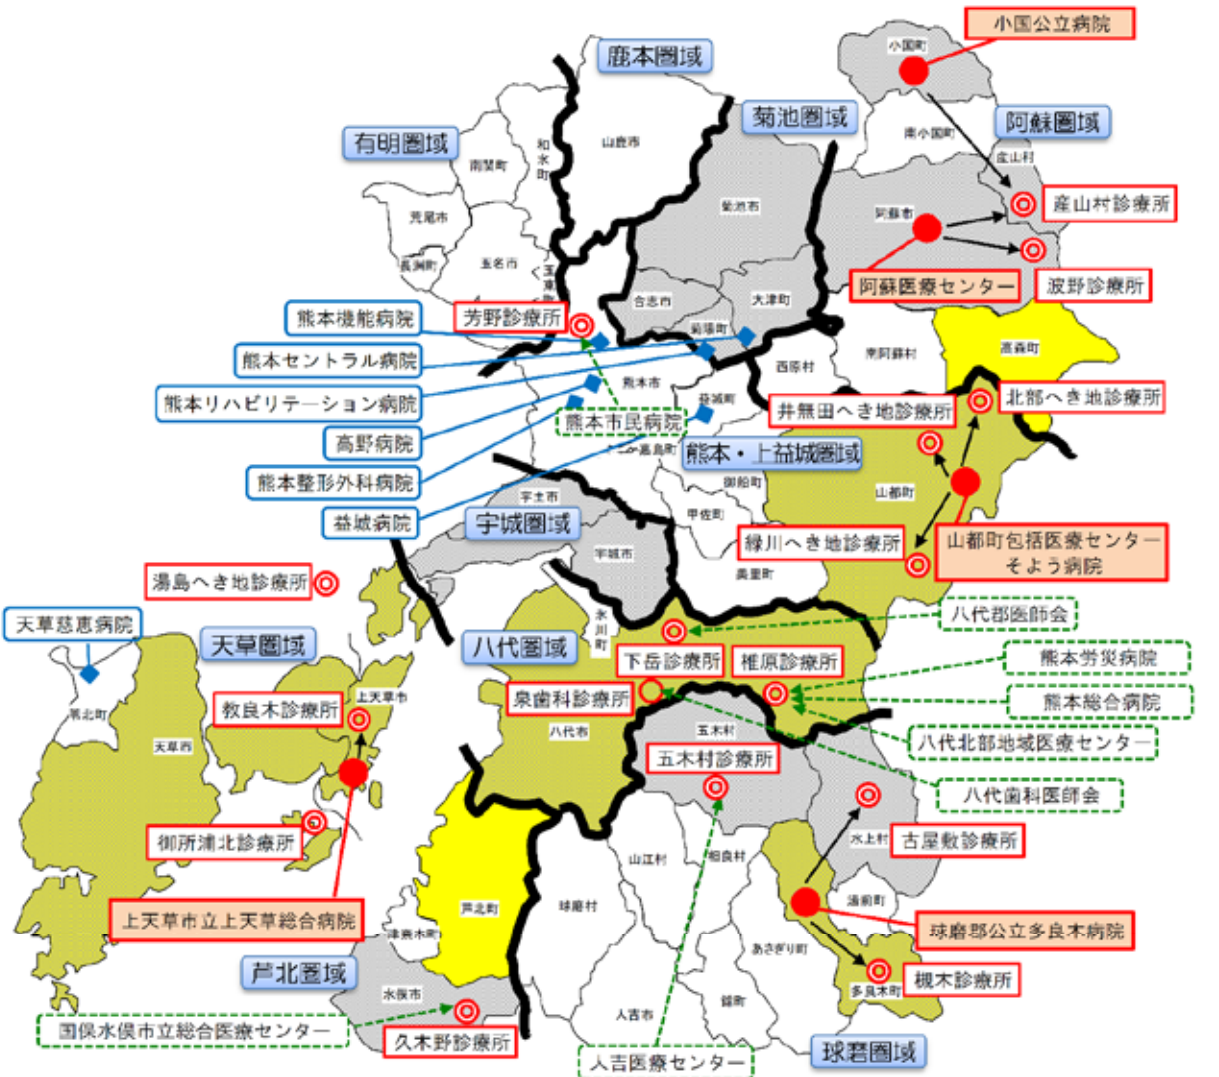 小国公立病院
小国町
鹿本圏域
菊池圏域
阿蘇圏域
南小国町
産山村
有明圏域
和水町
山鹿市
南関町
荒尾市
菊池市
阿蘇市
産山村診療所
長洲町
玉名市
玉東町
阿蘇医療センター
波野診療所
合志市
大津町
熊本機能病院
芳野診療所
菊陽町
熊本セントラル病院
西原村
南阿蘇村
高森町
熊本リハビリテーション病院
熊本市
益城町
井無田へき地診療所
北部へき地診療所
高野病院
熊本市民病院
嘉島町
熊本・上益城圏域
熊本整形外科病院
御船町
山都町
宇土市
甲佐町
益城病院
宇城圏域
緑川へき地診療所
山都町包括医療センター
そよう病院
宇城市
美里町
湯島へき地診療所
八代郡医師会
天草慈恵病院
天草圏域
八代圏域
氷川町
下岳診療所
椎原診療所
熊本労災病院
泉歯科診療所
熊本総合病院
上天草市
教良木診療所
苓北町
天草市
八代市
五木村
八代北部地域医療センター
五木村診療所
八代歯科医師会
御所浦北診療所
水上村
古屋敷診療所
山江村
相良村
湯前町
上天草市立上天草総合病院
芦北町
球磨村
球磨郡公立多良木病院
津奈木町
あさぎり町
芦北圏域
槻木診療所
水俣市
多良木町
錦町
人吉市
国保水俣市立総合医療センター
久木野診療所
人吉医療センター
球磨圏域